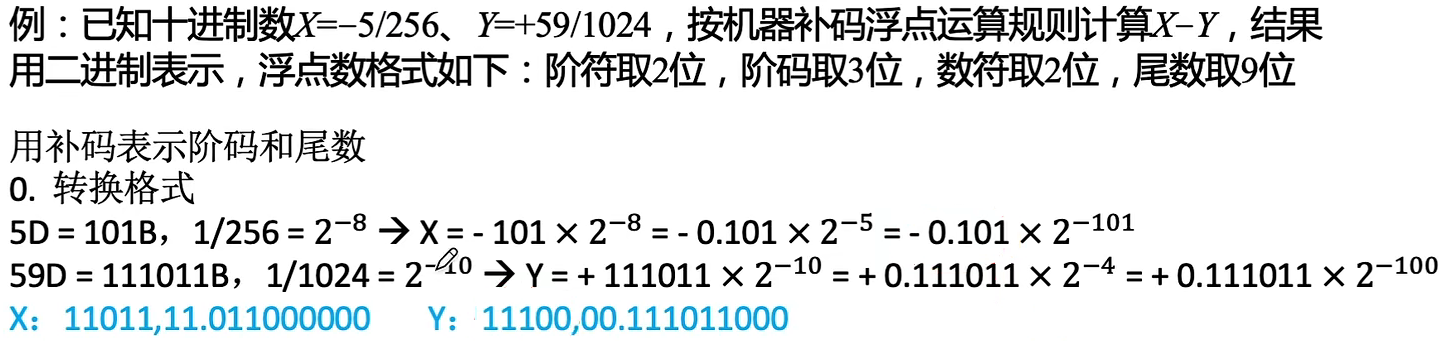 例：已知十进制数X=−5/256、Y=+59/1024，按机器补码浮点运算规则计算X−Y，结果
用二进制表示，浮点数格式如下：阶符取2位，阶码取3位，数符取2位，尾数取9位
用补码表示阶码和尾数
0. 转换格式
5D = 101B，1/256 = 2⁻⁸ → X = - 101 × 2⁻⁸ = - 0.101 × 2⁻⁵ = - 0.101 × 2⁻¹⁰¹
59D = 111011B，1/1024 = 2⁻¹⁰ → Y = + 111011 × 2⁻¹⁰ = + 0.111011 × 2⁻⁴ = + 0.111011 × 2⁻¹⁰⁰
X： 11011,11.011000000 Y： 11100,00.111011000